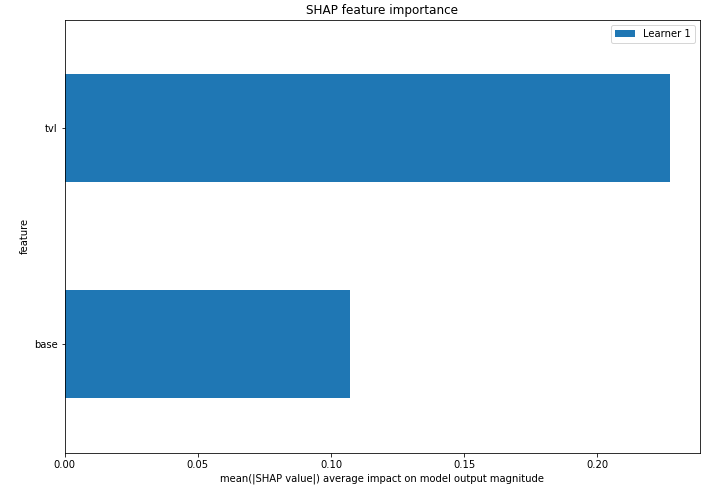 SHAP feature importance
Learner 1
tvl
feature
base
0.00 0.05 0.10 0.15 0.20
mean(|SHAP value|) average impact on model output magnitude